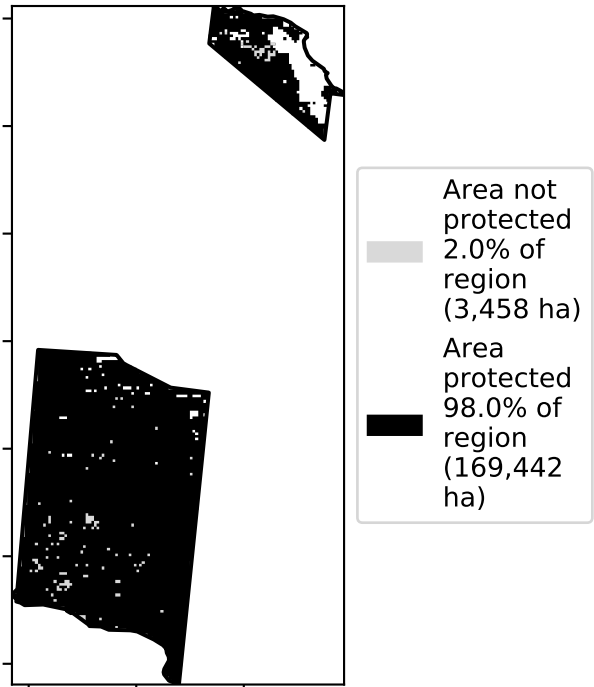 Area not
protected
2.0% of
region
(3,458 ha)
Area
protected
98.0% of
region
(169,442
ha)